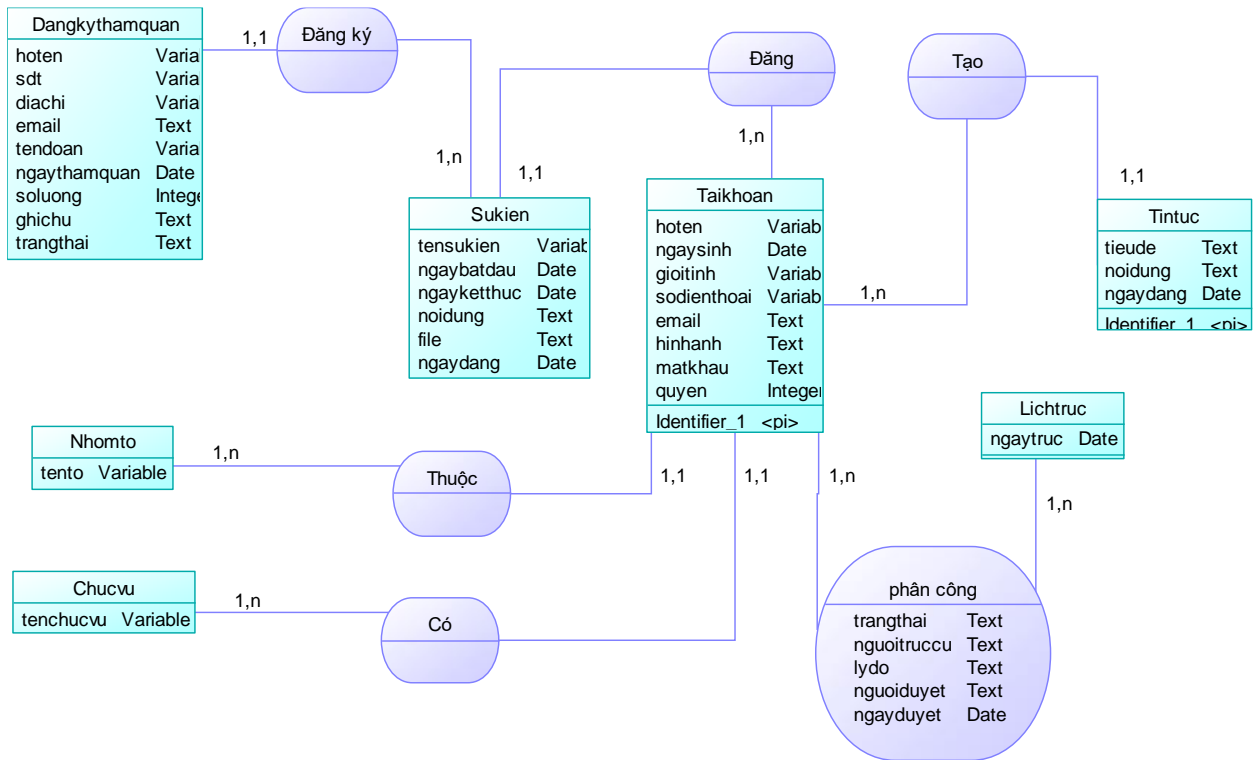 Dangkythamquan
hoten Varia
sdt Varia
diachi Varia
email Text
tendoan Varia
ngaythamquan Date
soluong Intege
ghichu Text
trangthai Text
1,1
Đăng ký
1,n
1,1
Đăng
1,n
Tạo
1,n
1,1
Sukien
tensukien Variab
ngaybatdau Date
ngayketthuc Date
noidung Text
file Text
ngaydang Date
Taikhoan
hoten Variab
ngaysinh Date
gioitinh Variab
sodienthoai Variab
email Text
hinhanh Text
matkhau Text
quyen Integer
Identifier_1 <pi>
Tintuc
tieude Text
noidung Text
ngaydang Date
Identifier_1 <pi>
Nhomto
tento Variable
1,n
Thuộc
1,1
1,1
1,n
Lichtruc
ngaytruc Date
1,n
Chucvu
tenchucvu Variable
1,n
Có
phân công
trangthai Text
nguoitruccu Text
lydo Text
nguoiduyet Text
ngayduyet Date